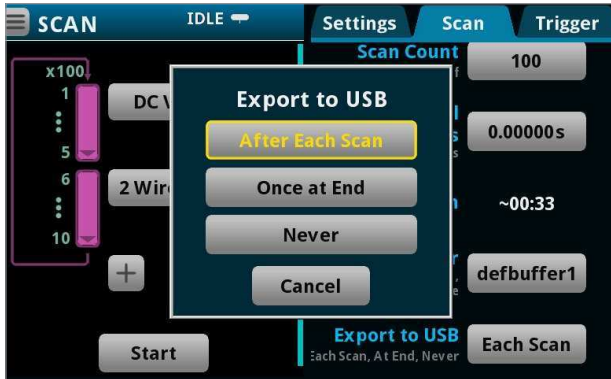 SCAN
IDLE
Settings
Scan
Trigger
x100
1
5
6
10
DC V
2 Wir
Start
Scan Count
100
0.00000 s
~00:33
defbuffer1
Export to USB
Each Scan, At End, Never
Each Scan
Export to USB
After Each Scan
Once at End
Never
Cancel